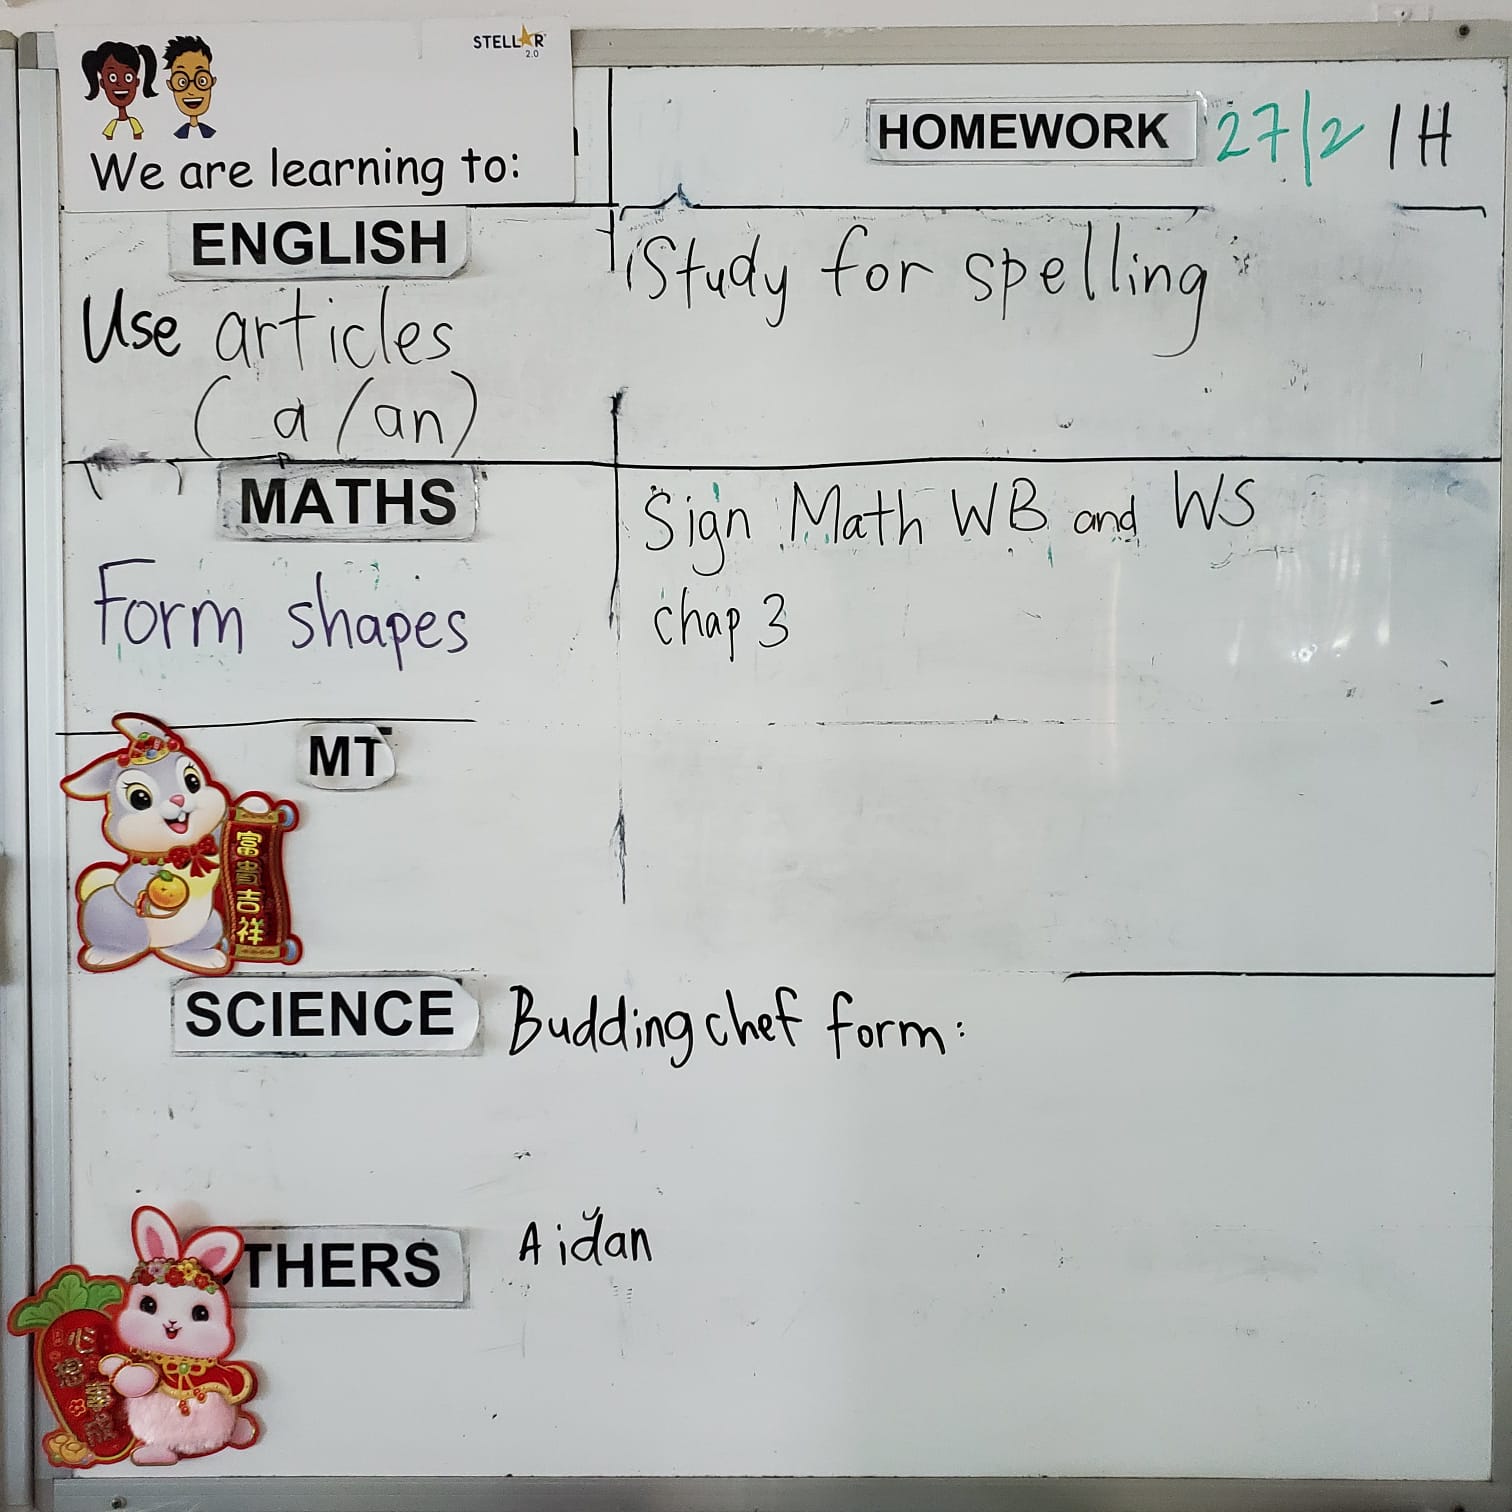 STELLAR
2.0
We are learning to:
HOMEWORK 27/2 1H
ENGLISH
Use articles
(a/an)
Study for spelling
MATHS
Form shapes
Sign Math WB and WS
chap 3
MT
富貴吉祥
SCIENCE Budding chef form:
THERS Aidan
心想事成